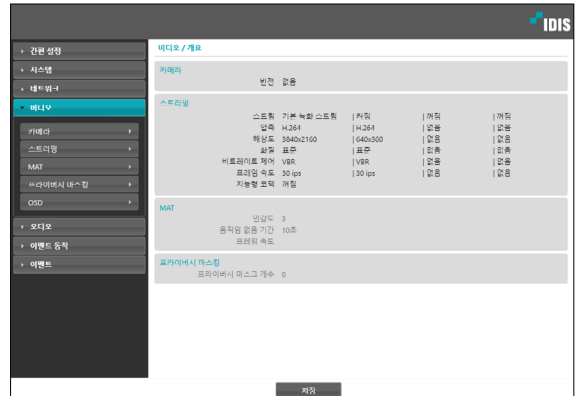 IDIS
간편 설정
시스템
네트워크
비디오
카메라
스트리밍
MAT
프라이버시 마스킹
OSD
오디오
이벤트 동작
이벤트
비디오 / 개요
카메라
반전 없음
스트리밍
스트림 기본 녹화 스트림 | 켜짐 | 꺼짐 | 꺼짐
압축 H.264 | H.264 | 없음 | 없음
해상도 3840x2160 | 640x360 | 없음 | 없음
화질 표준 | 표준 | 없음 | 없음
비트레이트 제어 VBR | VBR | 없음 | 없음
프레임 속도 30 ips | 30 ips | 없음 | 없음
지능형 코덱 꺼짐
MAT
민감도 3
움직임 없음 기간 10초
프레임 속도
프라이버시 마스킹
프라이버시 마스크 개수 0
저장